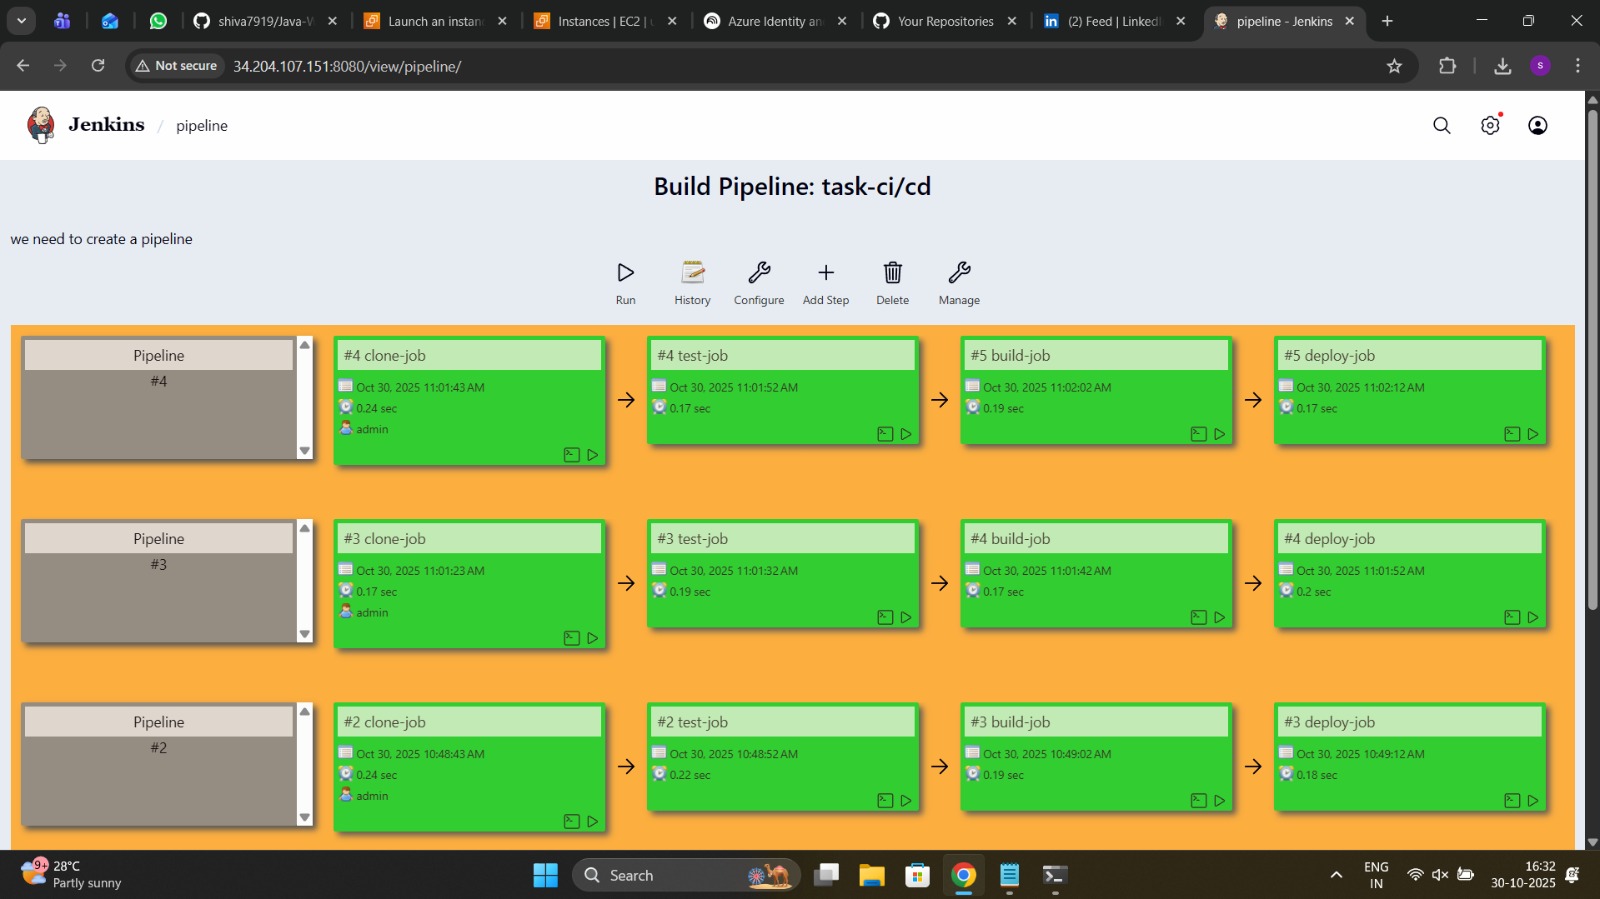 shiva7919/Java-W
Launch an instan
Instances | EC2 | u
Azure Identity an
Your Repositories
(2) Feed | LinkedI
pipeline - Jenkins
Not secure
34.204.107.151:8080/view/pipeline/
S
Jenkins / pipeline
Build Pipeline: task-ci/cd
we need to create a pipeline
Run
History
Configure
Add Step
Delete
Manage
Pipeline
#4
#4 clone-job
Oct 30, 2025 11:01:43 AM
0.24 sec
admin
#4 test-job
Oct 30, 2025 11:01:52 AM
0.17 sec
#5 build-job
Oct 30, 2025 11:02:02 AM
0.19 sec
#5 deploy-job
Oct 30, 2025 11:02:12 AM
0.17 sec
Pipeline
#3
#3 clone-job
Oct 30, 2025 11:01:23 AM
0.17 sec
admin
#3 test-job
Oct 30, 2025 11:01:32 AM
0.19 sec
#4 build-job
Oct 30, 2025 11:01:42 AM
0.17 sec
#4 deploy-job
Oct 30, 2025 11:01:52 AM
0.2 sec
Pipeline
#2
#2 clone-job
Oct 30, 2025 10:48:43 AM
0.24 sec
admin
#2 test-job
Oct 30, 2025 10:48:52 AM
0.22 sec
#3 build-job
Oct 30, 2025 10:49:02 AM
0.19 sec
#3 deploy-job
Oct 30, 2025 10:49:12 AM
0.18 sec
9+
28°C
Partly sunny
Search
ENG
IN
16:32
30-10-2025